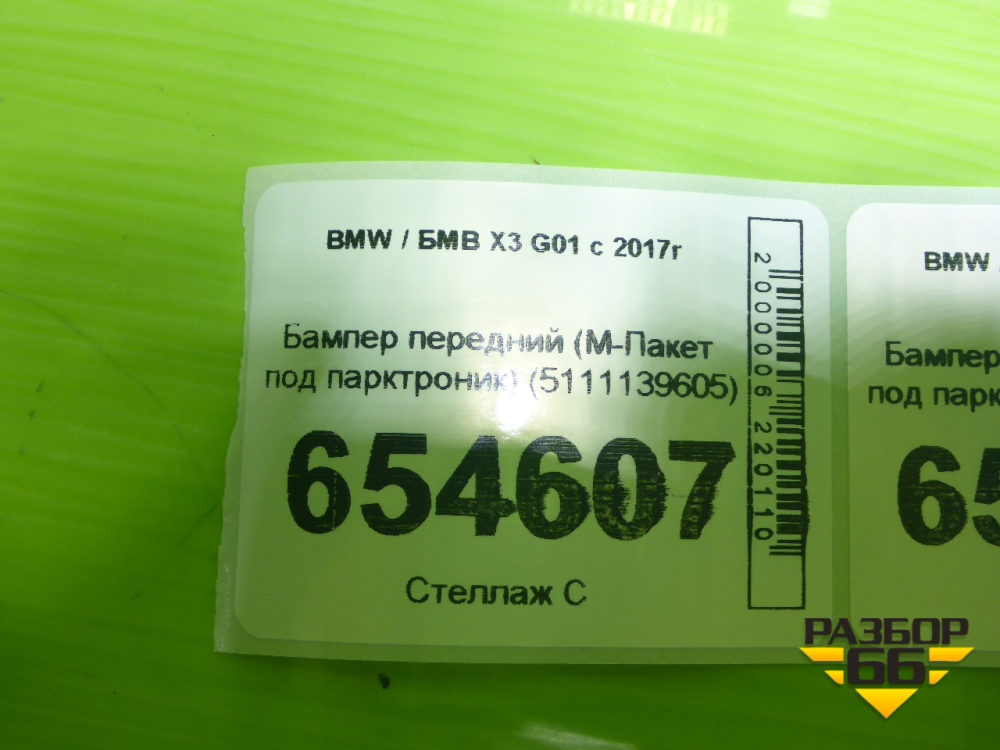 BMW / БМВ X3 G01 с 2017г
Бампер передний (М-Пакет
под парктроник) (5111139605)
654607
Стеллаж С
2000006220110
BMW /
Бампер
под парк
65
РАЗБОР
66